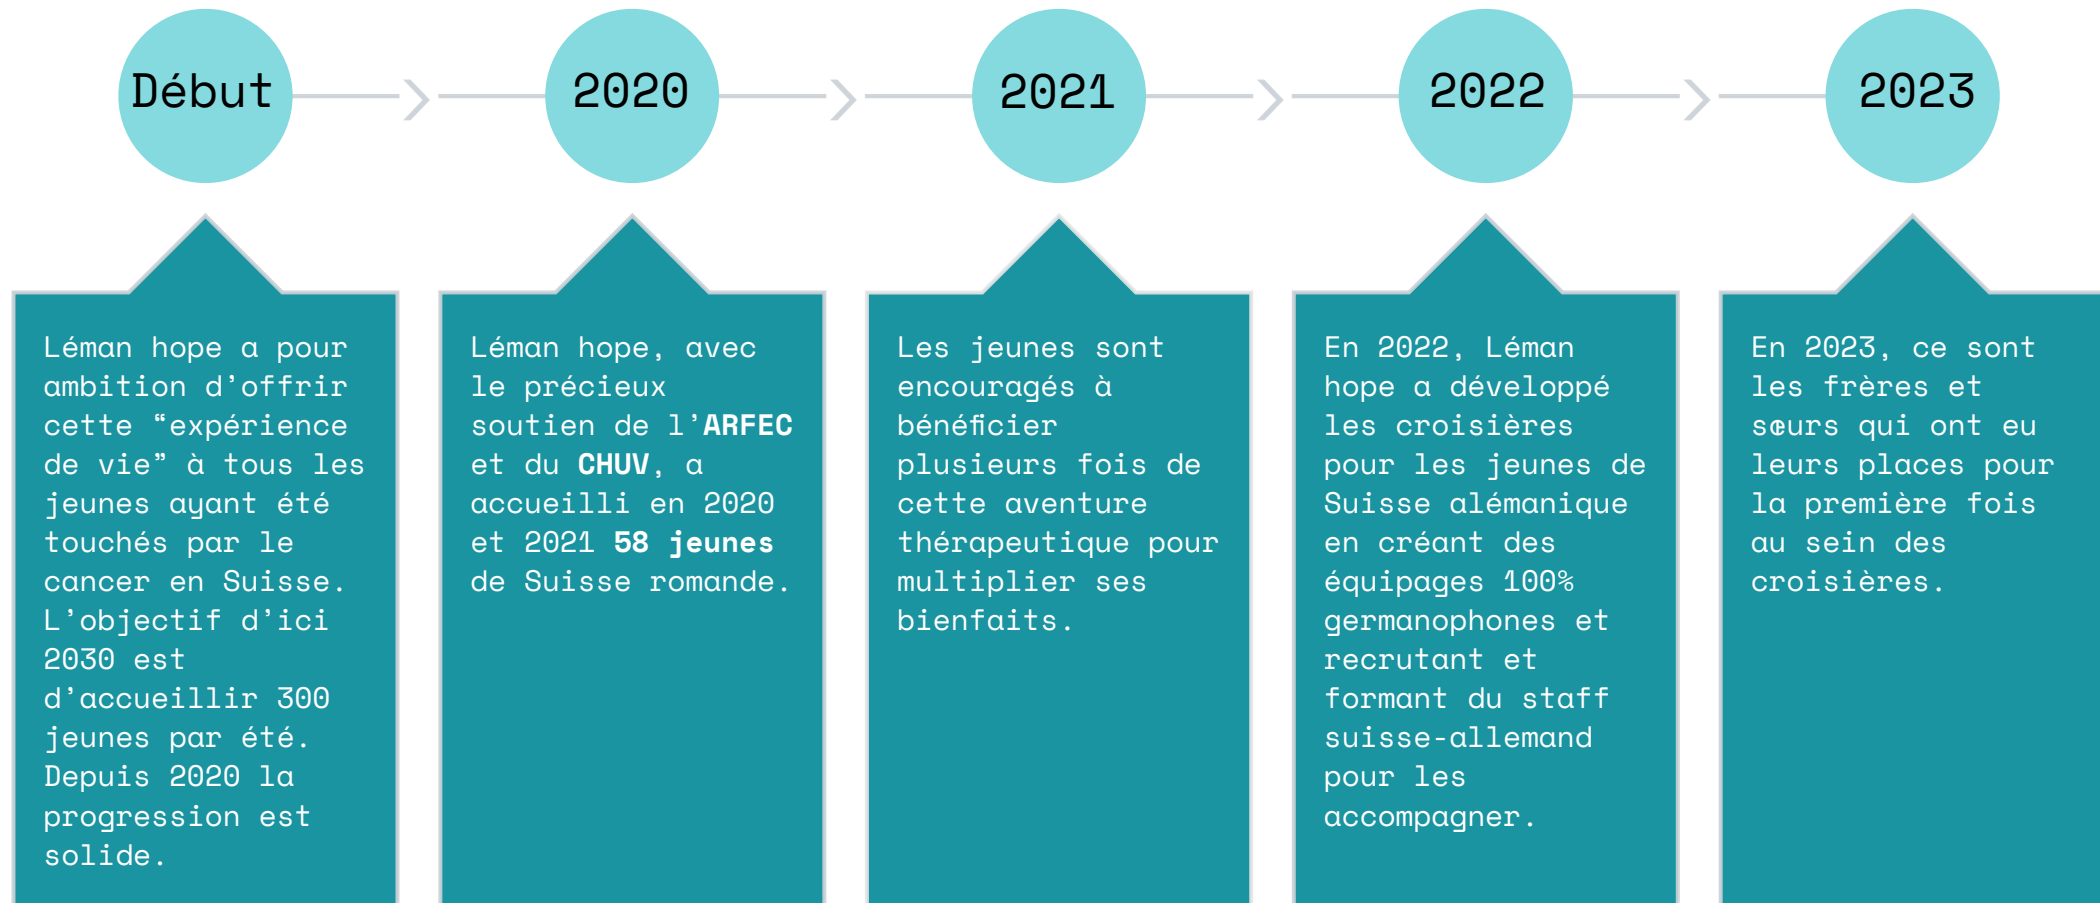 Début
2020
2021
2022
2023
Léman hope a pour
ambition d’offrir
cette “expérience
de vie” à tous les
jeunes ayant été
touchés par le
cancer en Suisse.
L’objectif d’ici
2030 est
d’accueillir 300
jeunes par été.
Depuis 2020 la
progression est
solide.
Léman hope, avec
le précieux
soutien de l’ARFEC
et du CHUV, a
accueilli en 2020
et 2021 58 jeunes
de Suisse romande.
Les jeunes sont
encouragés à
bénéficier
plusieurs fois de
cette aventure
thérapeutique pour
multiplier ses
bienfaits.
En 2022, Léman
hope a développé
les croisières
pour les jeunes de
Suisse alémanique
en créant des
équipages 100%
germanophones et
recrutant et
formant du staff
suisse-allemand
pour les
accompagner.
En 2023, ce sont
les frères et
sœurs qui ont eu
leurs places pour
la première fois
au sein des
croisières.